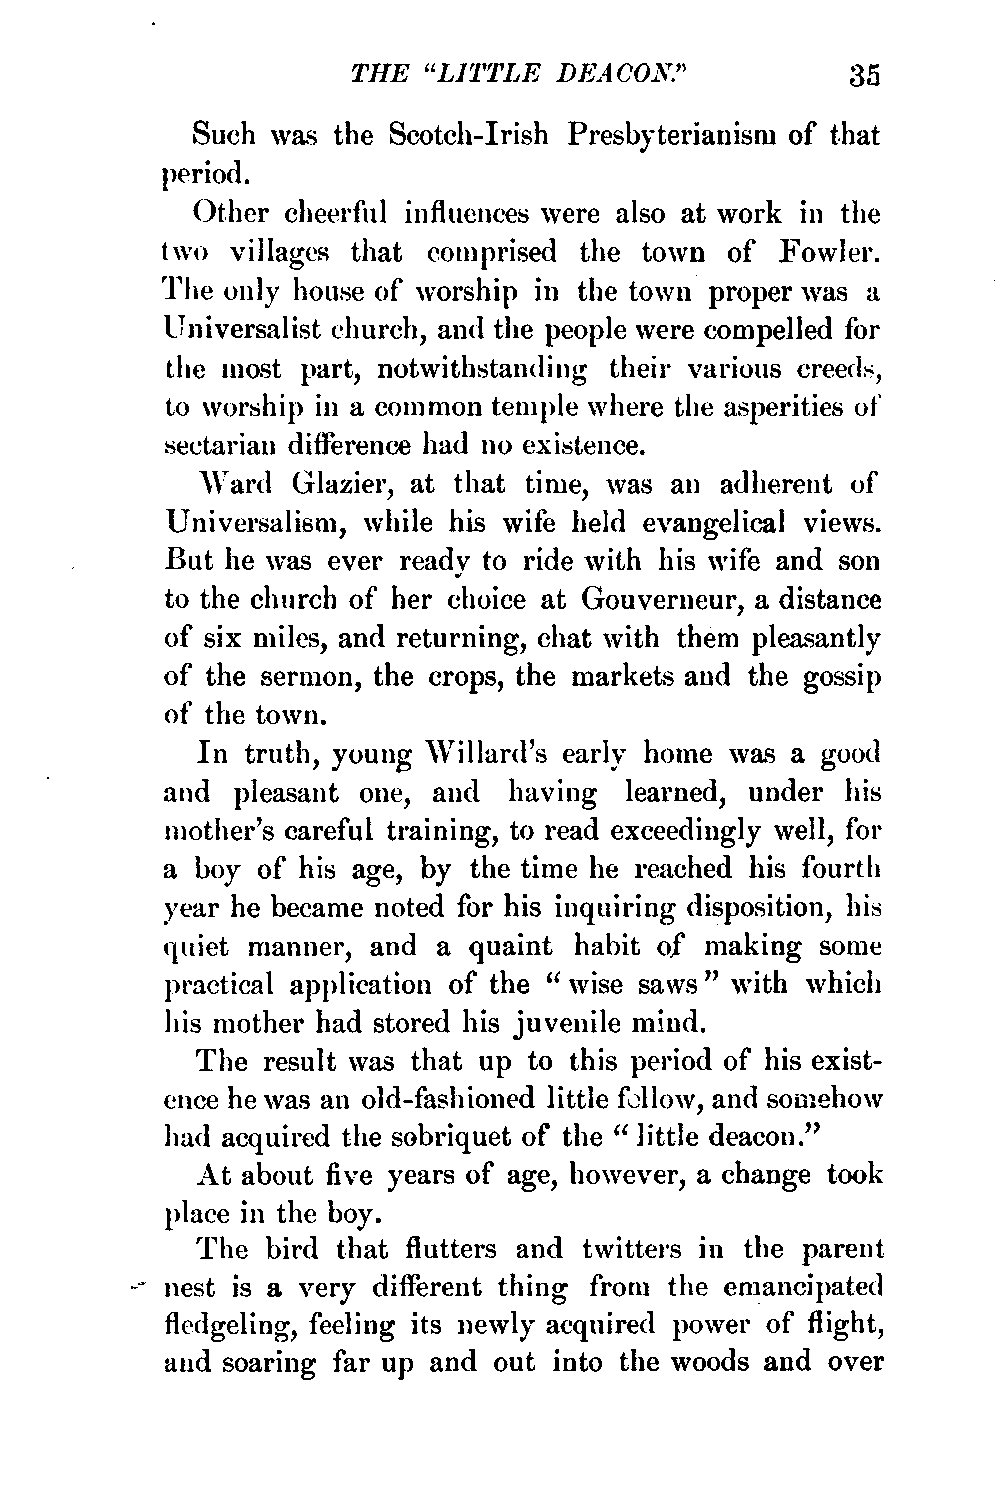 THE "LITTLE DEACON." 35
Such was the Scotch-Irish Presbyterianism of that
period.
Other cheerful influences were also at work in the
two villages that comprised the town of Fowler.
The only house of worship in the town proper was a
Universalist church, and the people were compelled for
the most part, notwithstanding their various creeds,
to worship in a common temple where the asperities of
sectarian difference had no existence.
Ward Glazier, at that time, was an adherent of
Universalism, while his wife held evangelical views.
But he was ever ready to ride with his wife and son
to the church of her choice at Gouverneur, a distance
of six miles, and returning, chat with them pleasantly
of the sermon, the crops, the markets and the gossip
of the town.
In truth, young Willard's early home was a good
and pleasant one, and having learned, under his
mother's careful training, to read exceedingly well, for
a boy of his age, by the time he reached his fourth
year he became noted for his inquiring disposition, his
quiet manner, and a quaint habit of making some
practical application of the "wise saws" with which
his mother had stored his juvenile mind.
The result was that up to this period of his exist-
ence he was an old-fashioned little fellow, and somehow
had acquired the sobriquet of the "little deacon."
At about five years of age, however, a change took
place in the boy.
The bird that flutters and twitters in the parent
nest is a very different thing from the emancipated
fledgeling, feeling its newly acquired power of flight,
and soaring far up and out into the woods and over